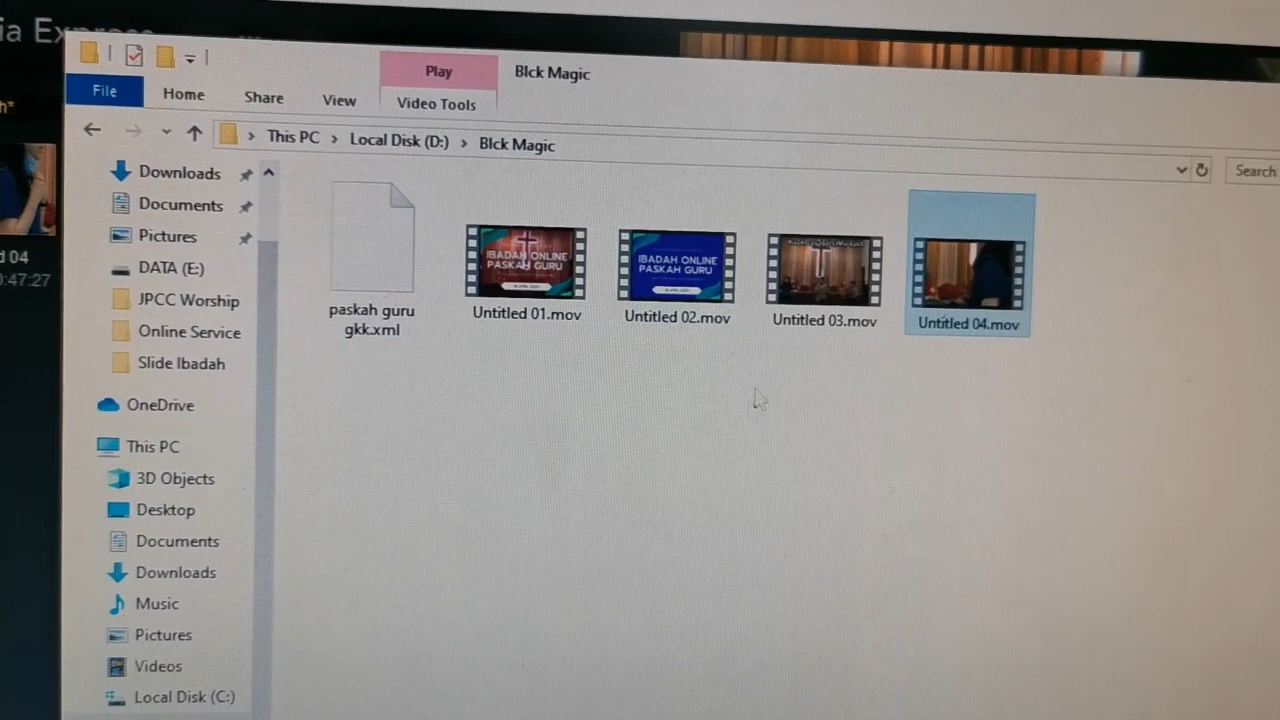 ia Ex
Play
Blck Magic
File
Home
Share
View
Video Tools
This PC > Local Disk (D:) > Blck Magic
Search
Downloads
Documents
Pictures
DATA (E:)
JPCC Worship
Online Service
Slide Ibadah
OneDrive
This PC
3D Objects
Desktop
Documents
Downloads
Music
Pictures
Videos
Local Disk (C:)
h*
d 04
0:47:27
paskah guru
gkk.xml
IBADAH ONLINE
PASKAH GURU
Untitled 01.mov
IBADAH ONLINE
PASKAH GURU
Untitled 02.mov
Untitled 03.mov
Untitled 04.mov